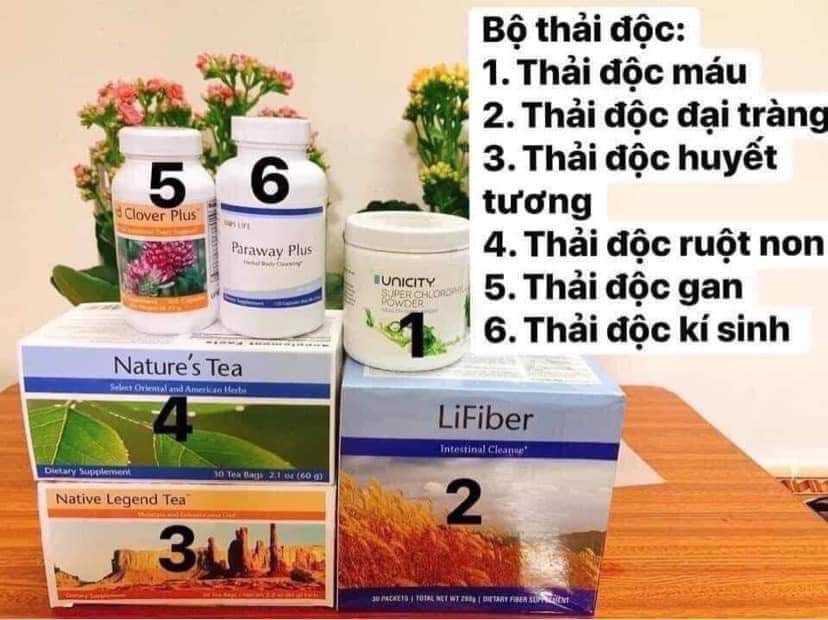 Bộ thải độc:
1. Thải độc máu
2. Thải độc đại tràng
3. Thải độc huyết
tương
4. Thải độc ruột non
5. Thải độc gan
6. Thải độc kí sinh
5
Clover Plus
6
Paraway Plus
Herbal Body Cleansing*
Dietary Supplement
UNICITY
SUPER CHLOROPHYLL
POWDER
1
Nature's Tea
Select Oriental and American Herbs
4
Dietary Supplement
30 Tea Bags 2.1 oz (60 g)
Native Legend Tea
3
LiFiber
Intestinal Cleanse*
2
30 PACKETS | TOTAL NET WT | DIETARY FIBER SUPPLEMENT